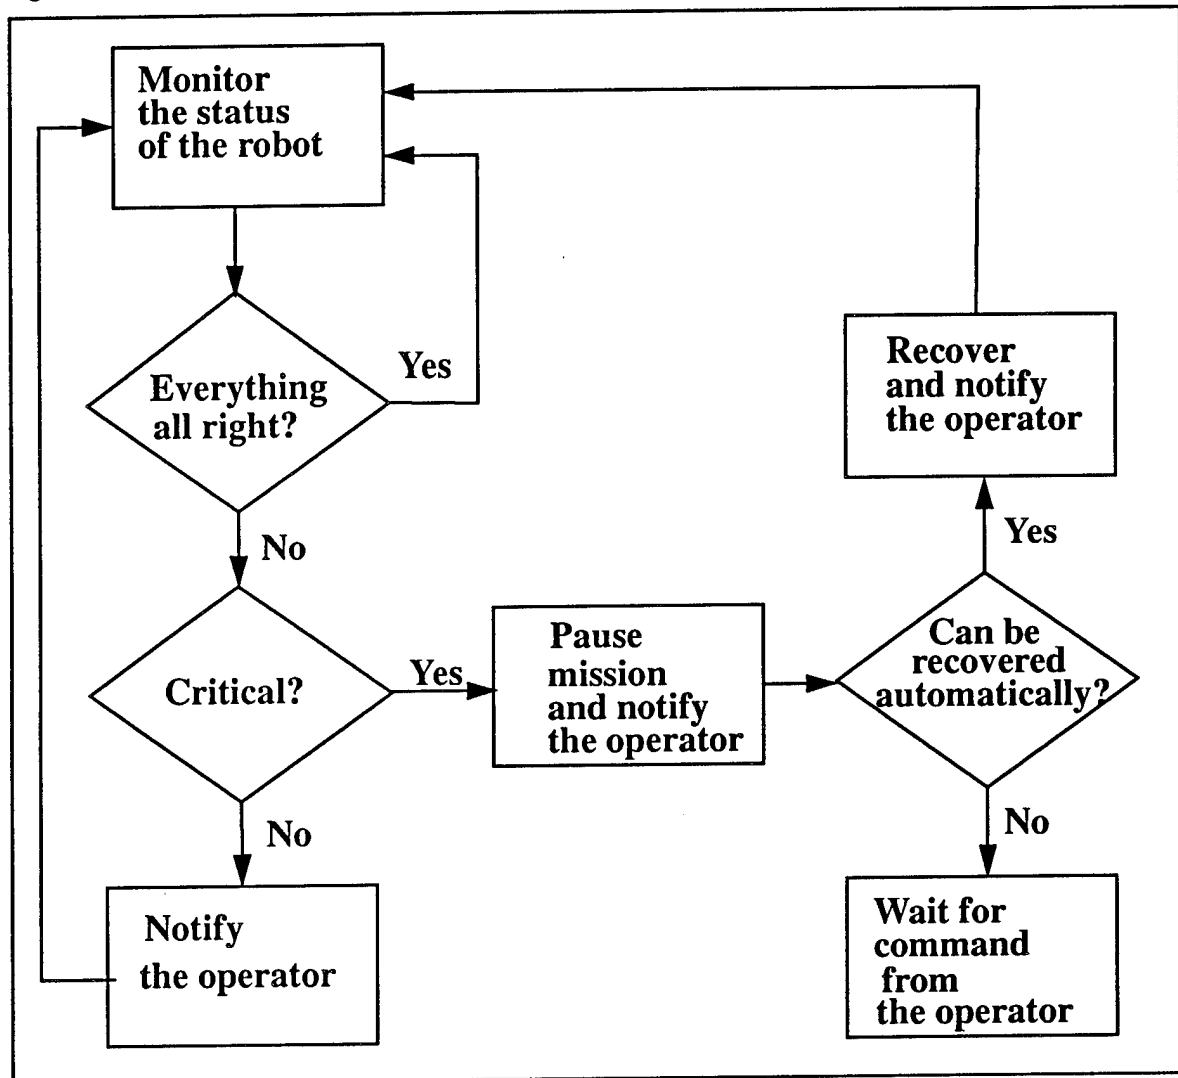 Monitor
the status
of the robot
Everything
all right?
Yes
No
Critical?
Yes
No
Notify
the operator
Pause
mission
and notify
the operator
Can be
recovered
automatically?
Yes
Recover
and notify
the operator
No
Wait for
command
from
the operator